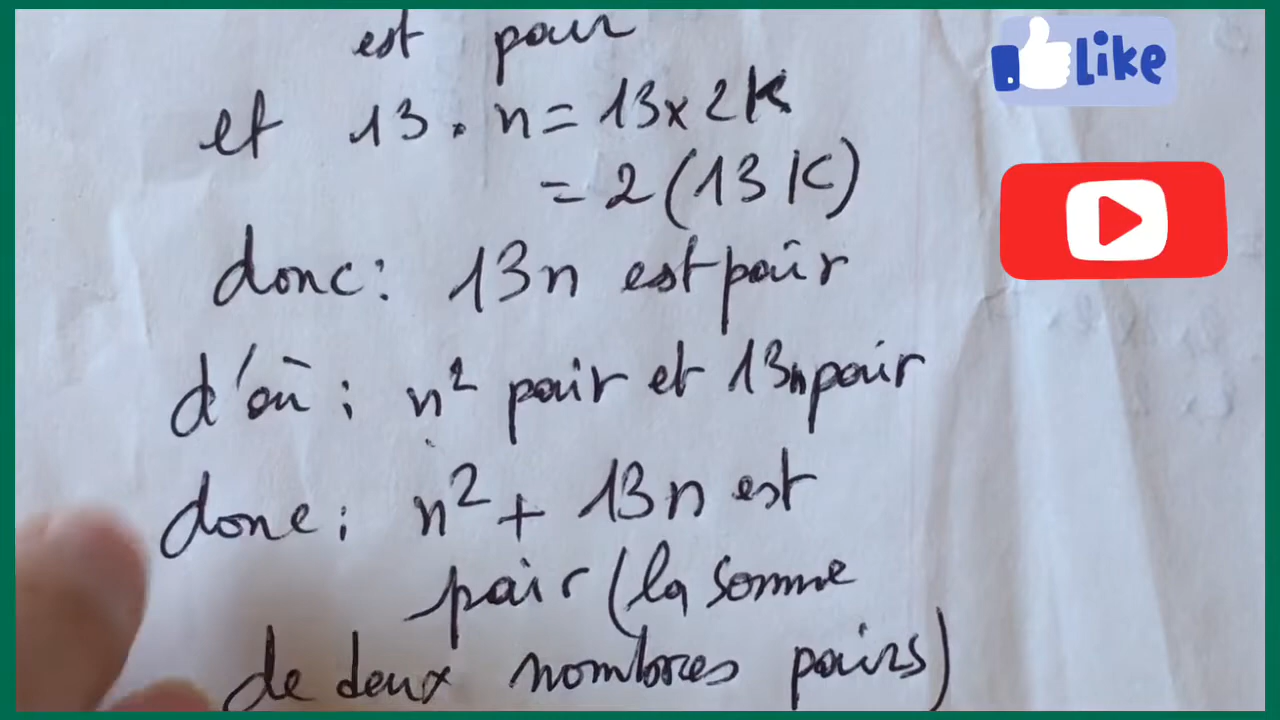 est pair
like
et 13 . n = 13 x 2K
= 2 (13 K)
donc : 13n est pair
d'où : n² pair et 13n pair
donc : n² + 13n est
pair (la somme
de deux nombres pairs)